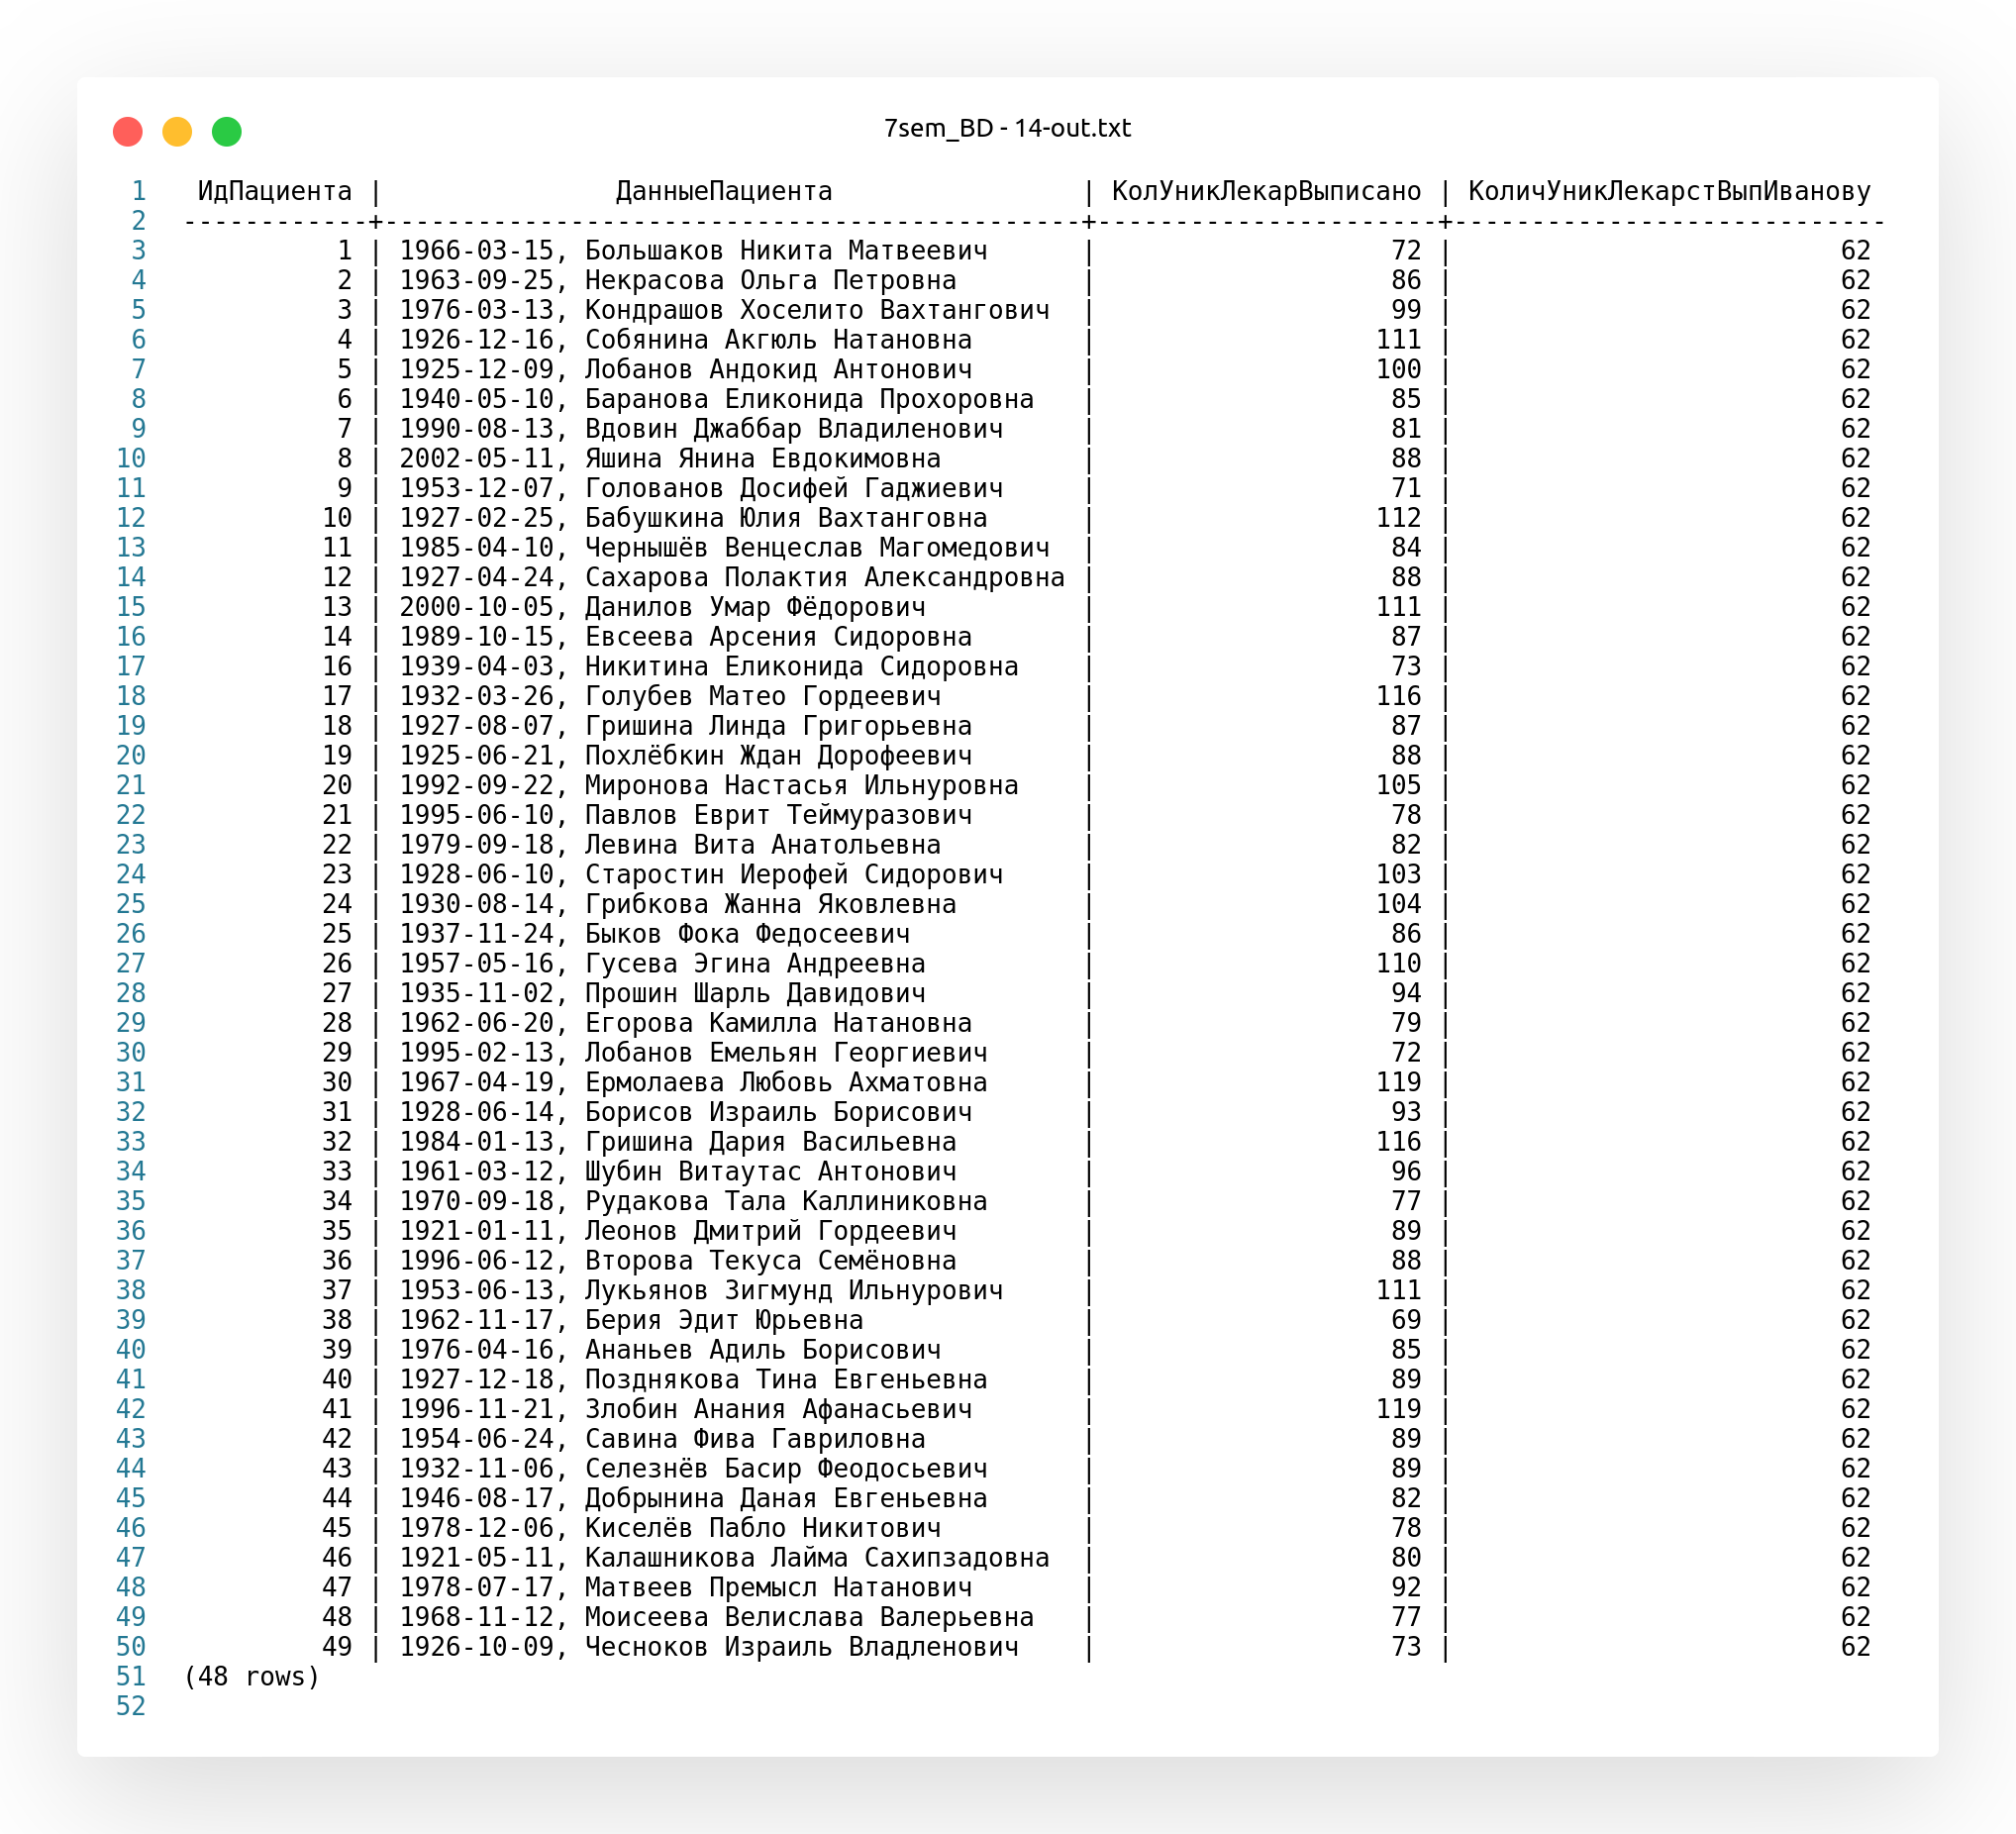 7sem_BD - 14-out.txt
1 ИдПациента | ДанныеПациента | КолУникЛекарВыписано | КоличУникЛекарстВыпИванову
2 ------------+---------------------------------------------+----------------------+----------------------------
3 1 | 1966-03-15, Большаков Никита Матвеевич | 72 | 62
4 2 | 1963-09-25, Некрасова Ольга Петровна | 86 | 62
5 3 | 1976-03-13, Кондрашов Хоселито Вахтангович | 99 | 62
6 4 | 1926-12-16, Собянина Акгюль Натановна | 111 | 62
7 5 | 1925-12-09, Лобанов Андокид Антонович | 100 | 62
8 6 | 1940-05-10, Баранова Еликонида Прохоровна | 85 | 62
9 7 | 1990-08-13, Вдовин Джаббар Владиленович | 81 | 62
10 8 | 2002-05-11, Яшина Янина Евдокимовна | 88 | 62
11 9 | 1953-12-07, Голованов Досифей Гаджиевич | 71 | 62
12 10 | 1927-02-25, Бабушкина Юлия Вахтанговна | 112 | 62
13 11 | 1985-04-10, Чернышёв Венцеслав Магомедович | 84 | 62
14 12 | 1927-04-24, Сахарова Полактия Александровна | 88 | 62
15 13 | 2000-10-05, Данилов Умар Фёдорович | 111 | 62
16 14 | 1989-10-15, Евсеева Арсения Сидоровна | 87 | 62
17 16 | 1939-04-03, Никитина Еликонида Сидоровна | 73 | 62
18 17 | 1932-03-26, Голубев Матео Гордеевич | 116 | 62
19 18 | 1927-08-07, Гришина Линда Григорьевна | 87 | 62
20 19 | 1925-06-21, Похлёбкин Ждан Дорофеевич | 88 | 62
21 20 | 1992-09-22, Миронова Настасья Ильнуровна | 105 | 62
22 21 | 1995-06-10, Павлов Еврит Теймуразович | 78 | 62
23 22 | 1979-09-18, Левина Вита Анатольевна | 82 | 62
24 23 | 1928-06-10, Старостин Иерофей Сидорович | 103 | 62
25 24 | 1930-08-14, Грибкова Жанна Яковлевна | 104 | 62
26 25 | 1937-11-24, Быков Фока Федосеевич | 86 | 62
27 26 | 1957-05-16, Гусева Эгина Андреевна | 110 | 62
28 27 | 1935-11-02, Прошин Шарль Давидович | 94 | 62
29 28 | 1962-06-20, Егорова Камилла Натановна | 79 | 62
30 29 | 1995-02-13, Лобанов Емельян Георгиевич | 72 | 62
31 30 | 1967-04-19, Ермолаева Любовь Ахматовна | 119 | 62
32 31 | 1928-06-14, Борисов Израиль Борисович | 93 | 62
33 32 | 1984-01-13, Гришина Дария Васильевна | 116 | 62
34 33 | 1961-03-12, Шубин Витаутас Антонович | 96 | 62
35 34 | 1970-09-18, Рудакова Тала Каллиниковна | 77 | 62
36 35 | 1921-01-11, Леонов Дмитрий Гордеевич | 89 | 62
37 36 | 1996-06-12, Второва Текуса Семёновна | 88 | 62
38 37 | 1953-06-13, Лукьянов Зигмунд Ильнурович | 111 | 62
39 38 | 1962-11-17, Берия Эдит Юрьевна | 69 | 62
40 39 | 1976-04-16, Ананьев Адиль Борисович | 85 | 62
41 40 | 1927-12-18, Позднякова Тина Евгеньевна | 89 | 62
42 41 | 1996-11-21, Злобин Анания Афанасьевич | 119 | 62
43 42 | 1954-06-24, Савина Фива Гавриловна | 89 | 62
44 43 | 1932-11-06, Селезнёв Басир Феодосьевич | 89 | 62
45 44 | 1946-08-17, Добрынина Даная Евгеньевна | 82 | 62
46 45 | 1978-12-06, Киселёв Пабло Никитович | 78 | 62
47 46 | 1921-05-11, Калашникова Лайма Сахипзадовна | 80 | 62
48 47 | 1978-07-17, Матвеев Премысл Натанович | 92 | 62
49 48 | 1968-11-12, Моисеева Велислава Валерьевна | 77 | 62
50 49 | 1926-10-09, Чесноков Израиль Владленович | 73 | 62
51 (48 rows)
52